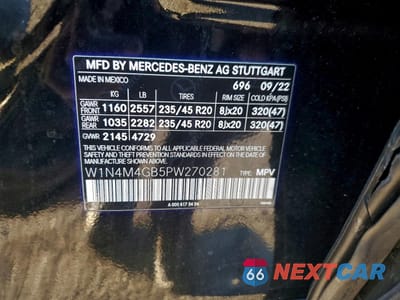 MFD BY MERCEDES-BENZ AG STUTTGART
MADE IN MEXICO 696 09/22
KG LB TIRES RIM SIZE COLD KPA (PSI)
GAWR FRONT 1160 2557 235/45 R20 8jx20 320(47)
GAWR REAR 1035 2282 235/45 R20 8jx20 320(47)
GVWR 2145 4729
THIS VEHICLE CONFORMS TO ALL APPLICABLE
FEDERAL MOTOR VEHICLE SAFETY
STANDARDS IN EFFECT ON THE DATE OF
MANUFACTURE SHOWN ABOVE.
W1N4M4GB5PW270281 TYPE: MPV
66 NEXTCAR